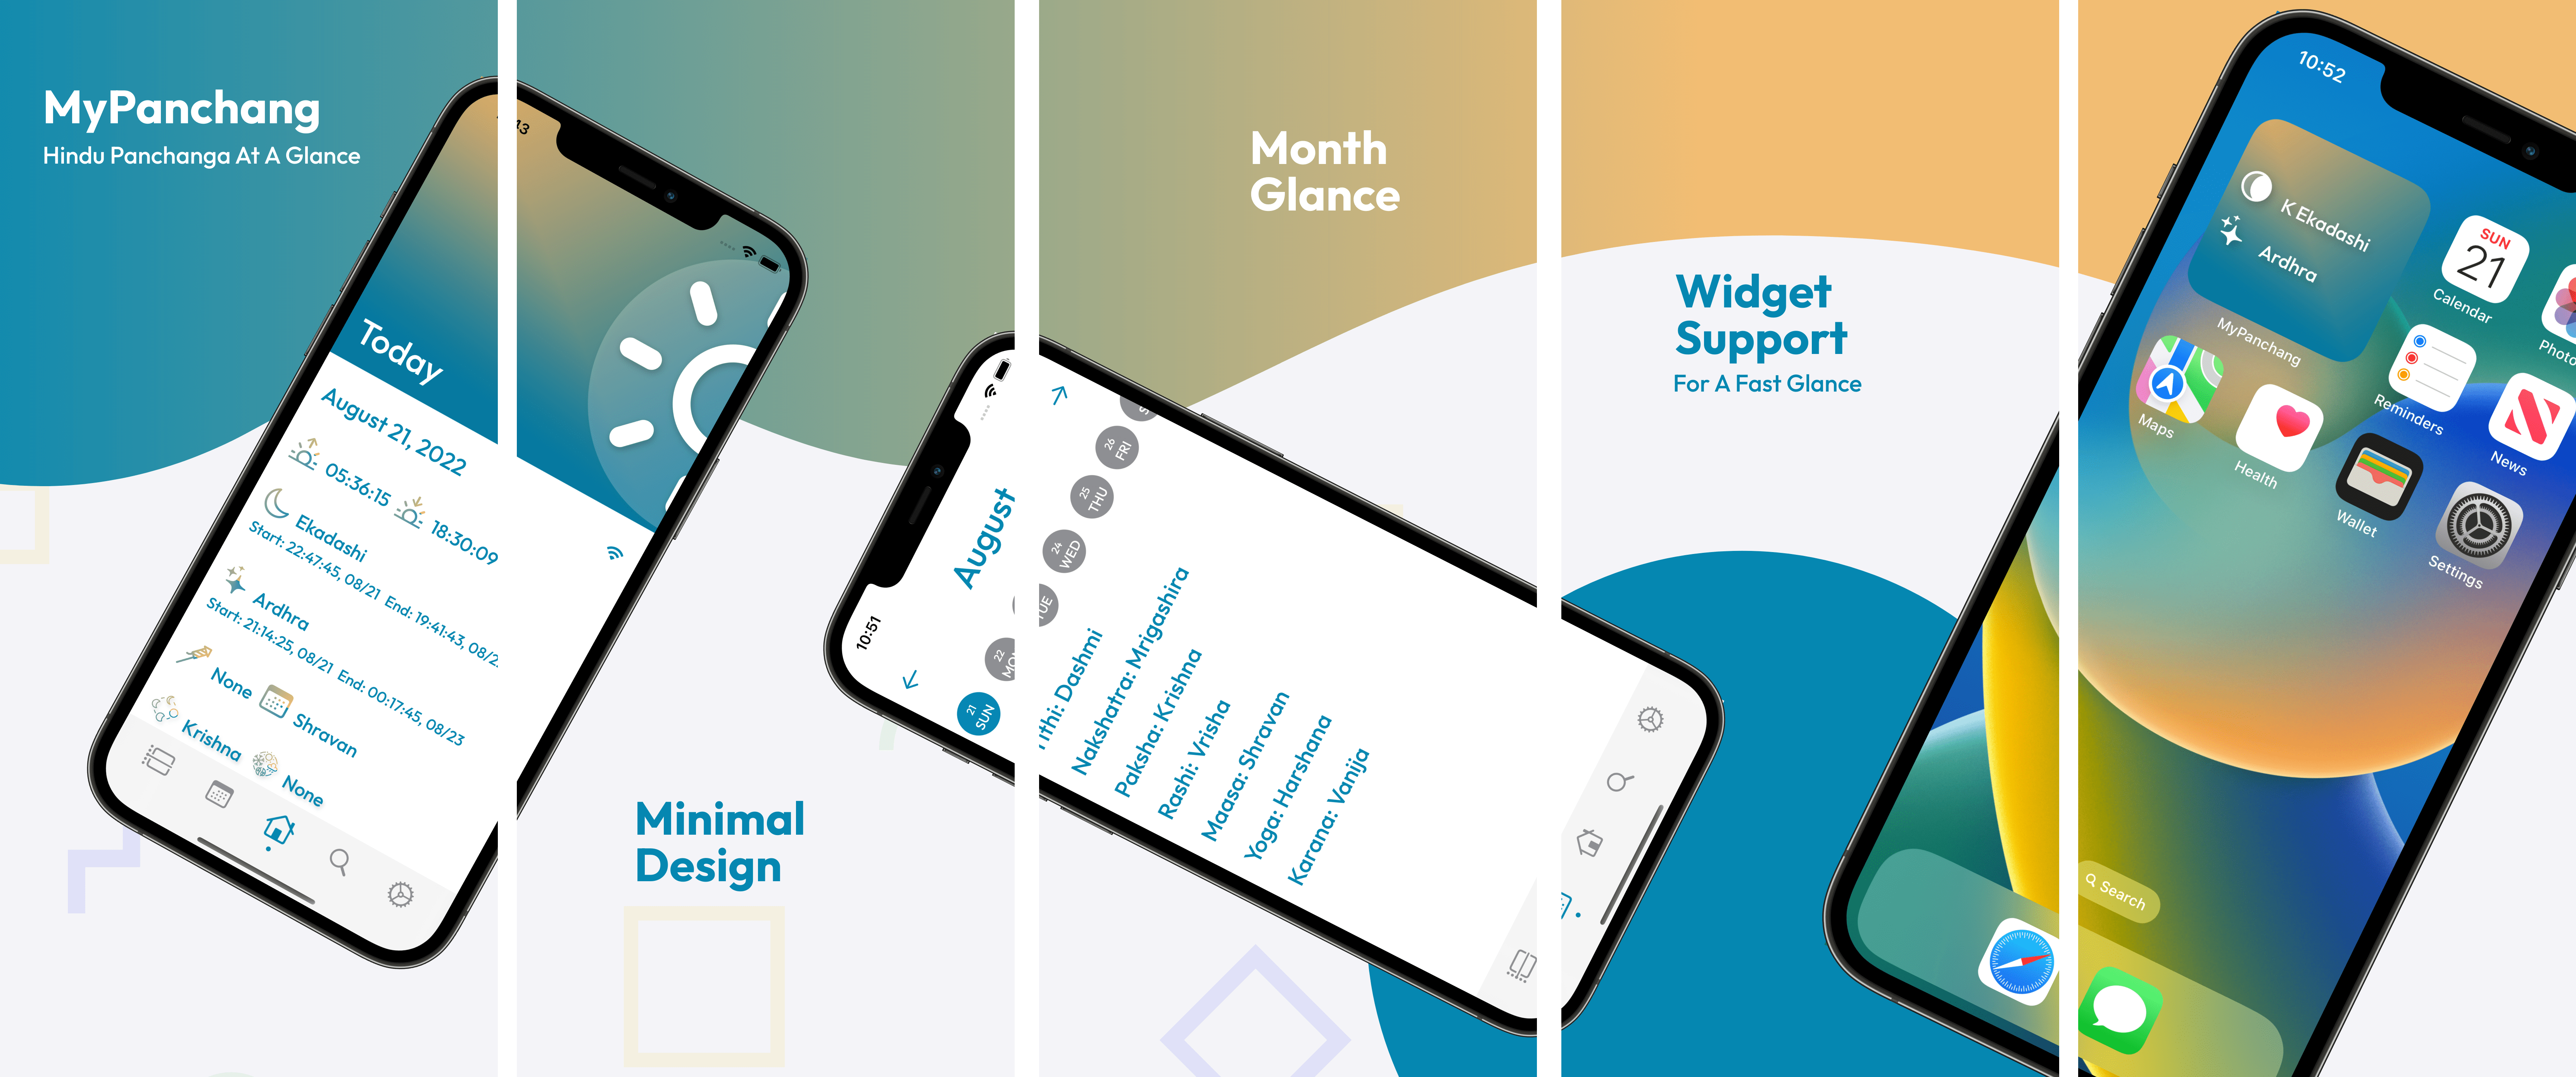 MyPanchang
Hindu Panchanga At A Glance
Today
August 21, 2022
05:36:15
18:30:09
Ekadashi
Start: 22:47:45, 08/21 End: 19:41:43,
Ardhra
Start: 21:14:25, 08/21 End: 00:17:45, 08/23
None
Shravan
Krishna
None
Minimal
Design
10:51
August
21
SUN
22
24
WED
25
THU
26
FRI
Month
Glance
Dashmi
Nakshatra: Mrigashira
Paksha: Krishna
Rashi: Vrisha
Maasa: Shravan
Yoga: Harshana
Karana: Vanija
Widget
Support
For A Fast Glance
10:52
K Ekadashi
Ardhra
MyPanchang
SUN
21
Calendar
Maps
Health
Reminders
News
Wallet
Settings
Search